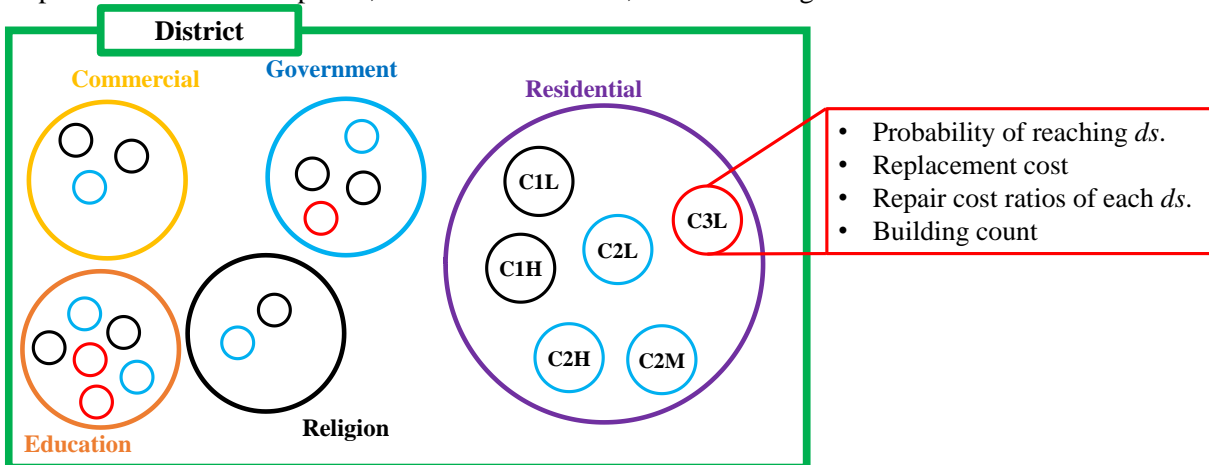 District
Commercial
Government
Residential
C1L
C3L
C2L
C1H
C2H
C2M
Education
Religion
• Probability of reaching ds.
• Replacement cost
• Repair cost ratios of each ds.
• Building count